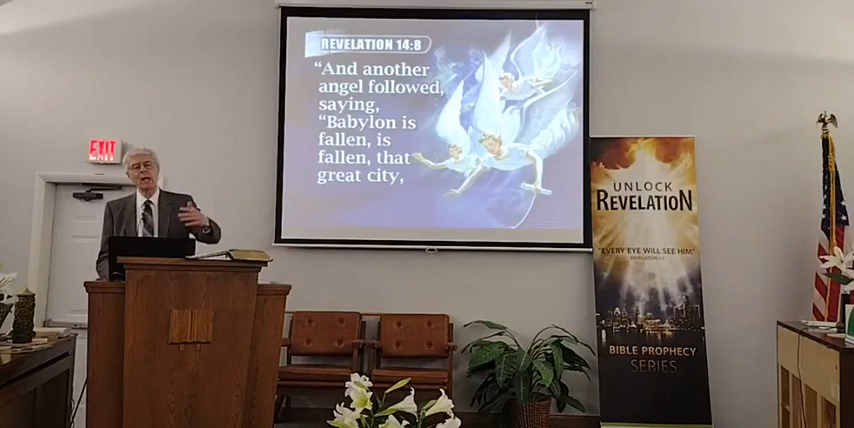 REVELATION 14:8
“And another
angel followed,
saying,
“Babylon is
fallen, is
fallen, that
great city,
EXIT
UNLOCK
REVELATION
"EVERY EYE WILL SEE HIM"
BIBLE PROPHECY
SERIES